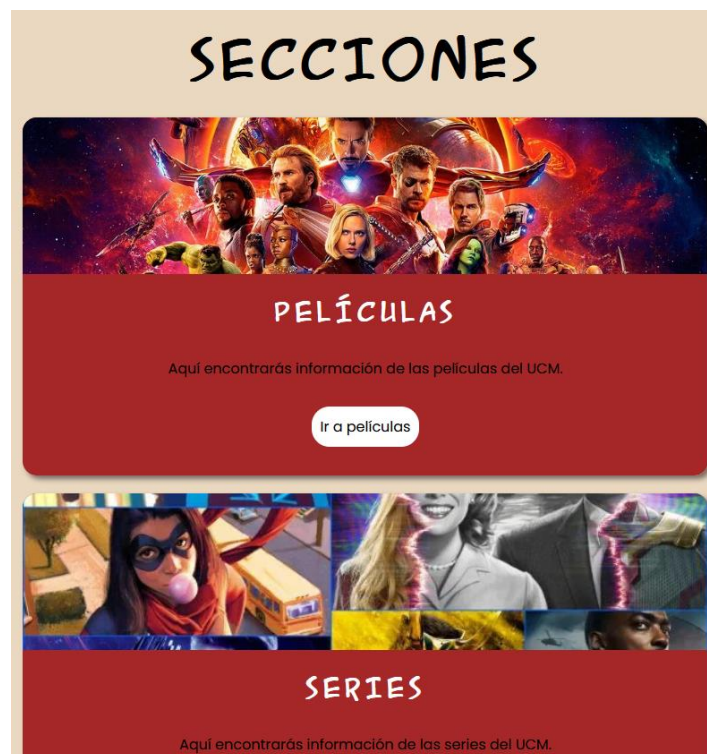 SECCIONES
PELÍCULAS
Aquí encontrarás información de las películas del UCM.
Ir a películas
SERIES
Aquí encontrarás información de las series del UCM.